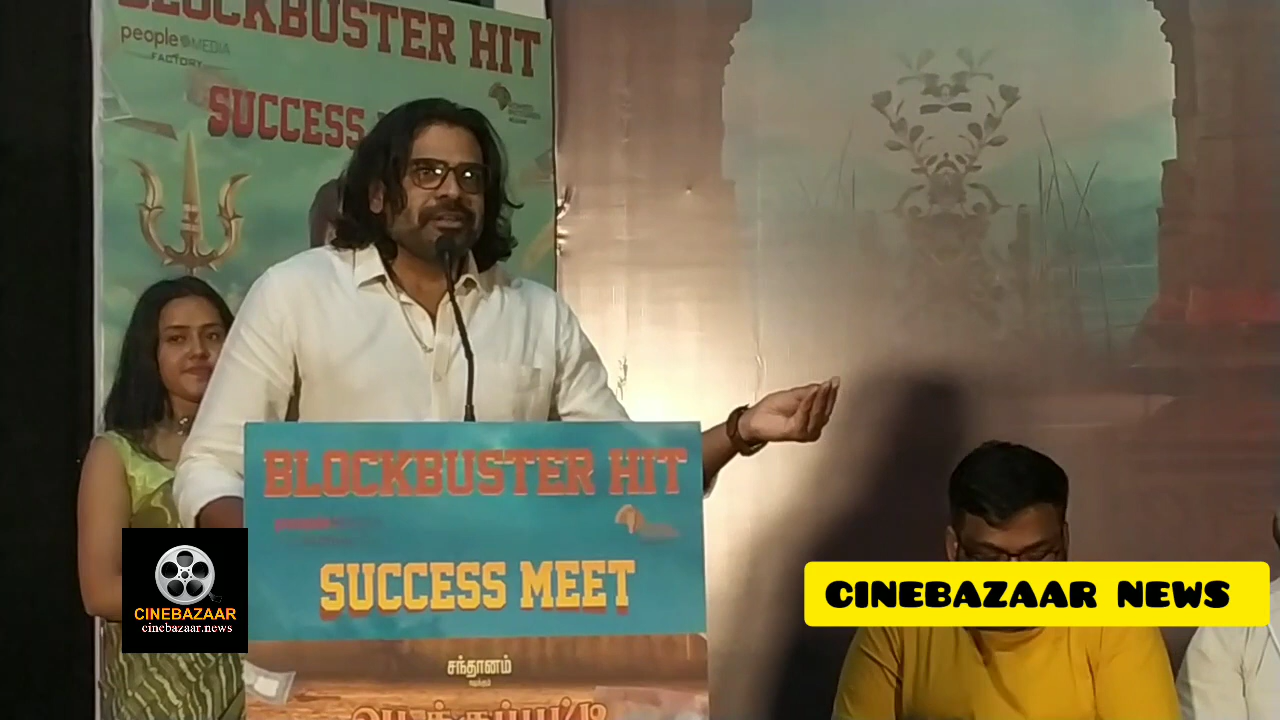 BLOCKBUSTER HIT
people MEDIA
FACTORY
SUCCESS
BLOCKBUSTER HIT
SUCCESS MEET
சந்தானம்
CINEBAZAAR
cinebazaar.news
CINEBAZAAR NEWS